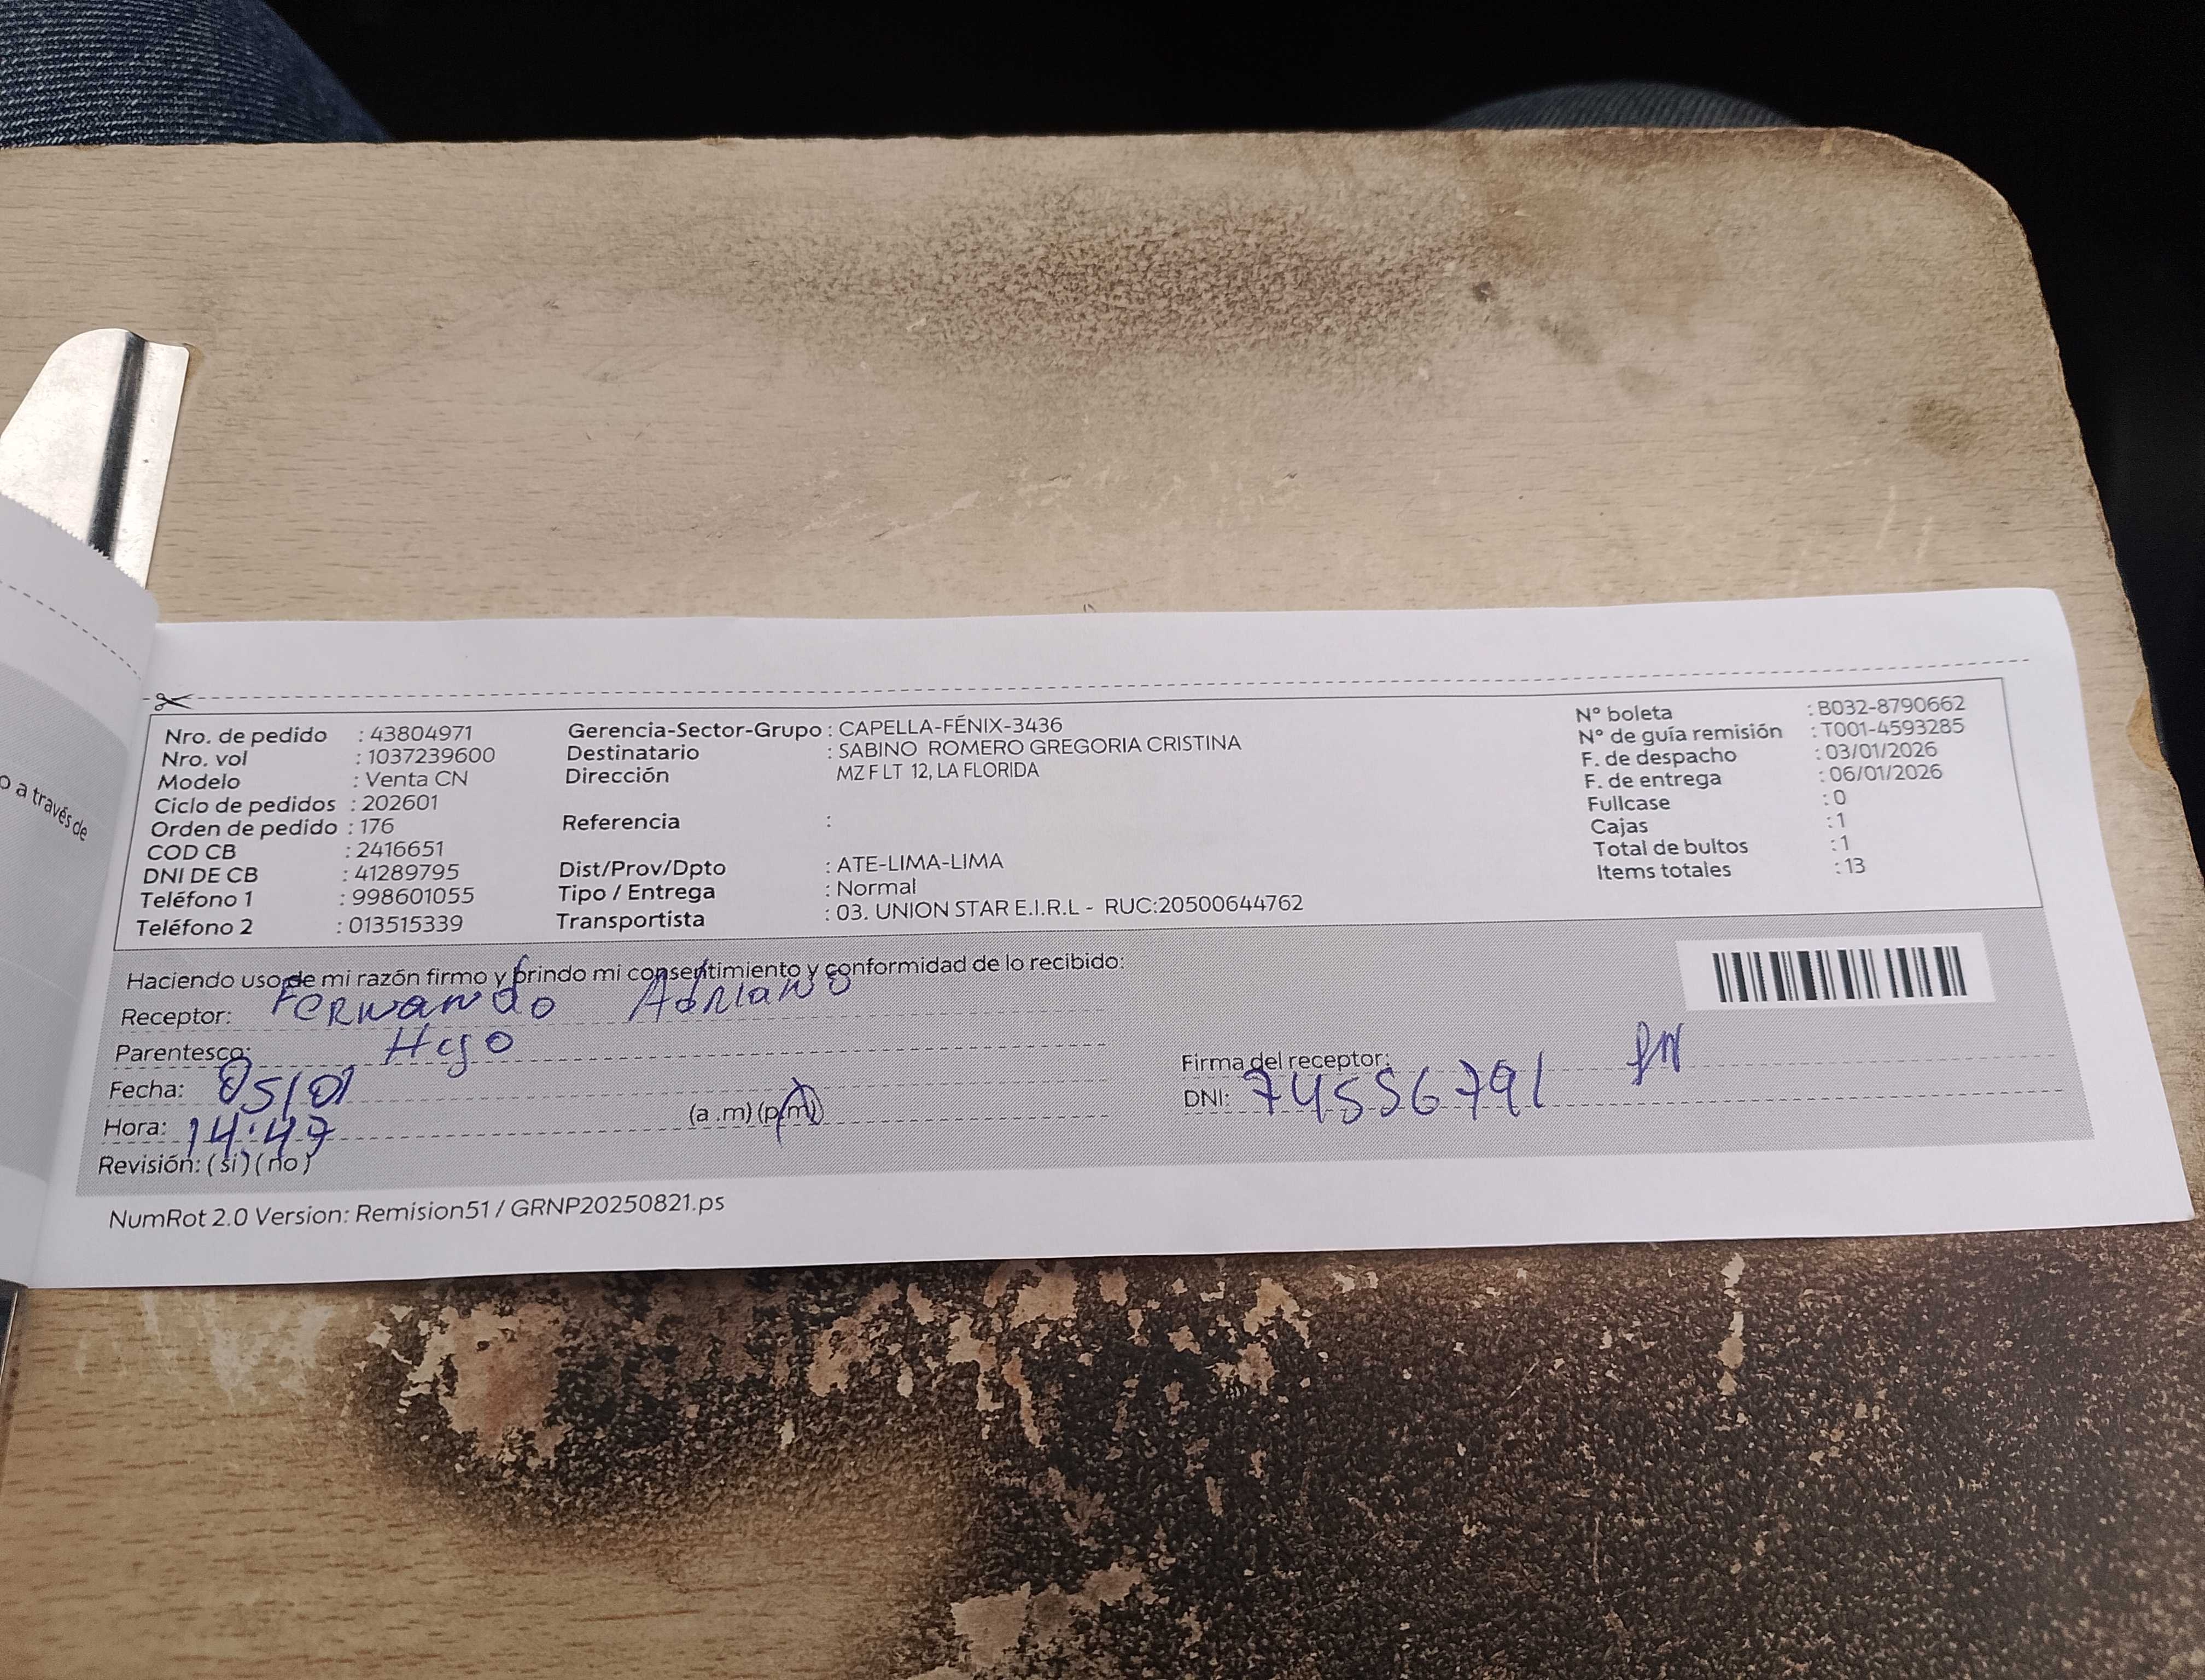 o a través de
Nro. de pedido : 43804971
Nro. vol : 1037239600
Modelo : Venta CN
Ciclo de pedidos : 202601
Orden de pedido : 176
COD CB : 2416651
DNI DE CB : 41289795
Teléfono 1 : 998601055
Teléfono 2 : 013515339
Gerencia-Sector-Grupo : CAPELLA-FÉNIX-3436
Destinatario : SABINO ROMERO GREGORIA CRISTINA
Dirección MZ F LT 12, LA FLORIDA
Referencia :
Dist/Prov/Dpto : ATE-LIMA-LIMA
Tipo / Entrega : Normal
Transportista : 03. UNION STAR E.I.R.L - RUC:20500644762
N° boleta : B032-8790662
N° de guía remisión : T001-4593285
F. de despacho : 03/01/2026
F. de entrega : 06/01/2026
Fullcase : 0
Cajas : 1
Total de bultos : 1
Items totales : 13
Haciendo uso de mi razón firmo y brindo mi consentimiento y conformidad de lo recibido:
Receptor: Fernando Adriano
Parentesco: Hijo
Fecha: 05/01
Hora: 14:47 (a .m) (p.m)
Revisión: ( si ) ( no )
Firma del receptor:
DNI: 74556791
NumRot 2.0 Version: Remision51 / GRNP20250821.ps